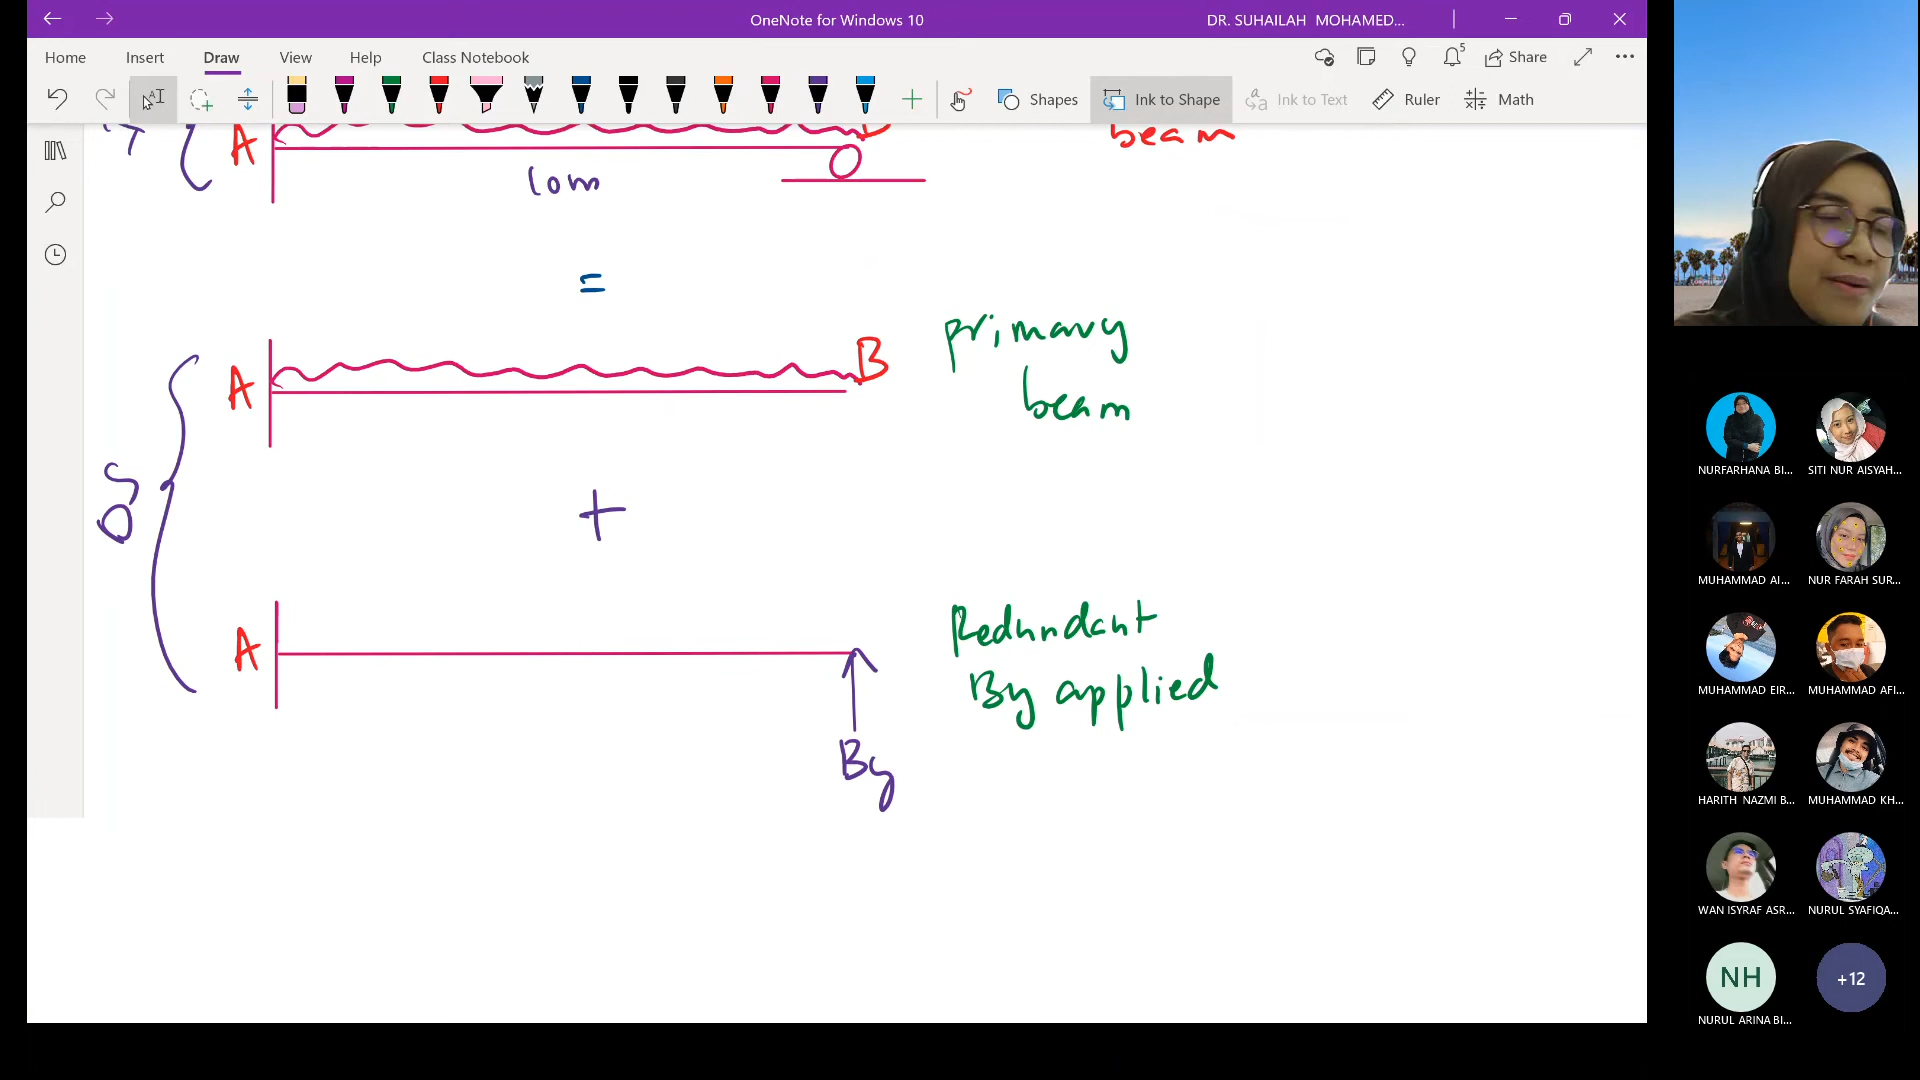 OneNote for Windows 10
DR. SUHAILAH MOHAMED...
Home Insert Draw View Help Class Notebook
5
Share
Shapes Ink to Shape Ink to Text Ruler Math
A
beam
10m
=
A B
primary
beam
DS
+
A
Redundant
By applied
By
NURFARHANA BI...
SITI NUR AISYAH...
MUHAMMAD AI...
NUR FARAH SUR...
MUHAMMAD EIR...
MUHAMMAD AFI...
HARITH NAZMI B...
MUHAMMAD KH...
WAN ISYRAF ASR...
NURUL SYAFIQA...
NH
+12
NURUL ARINA BI...